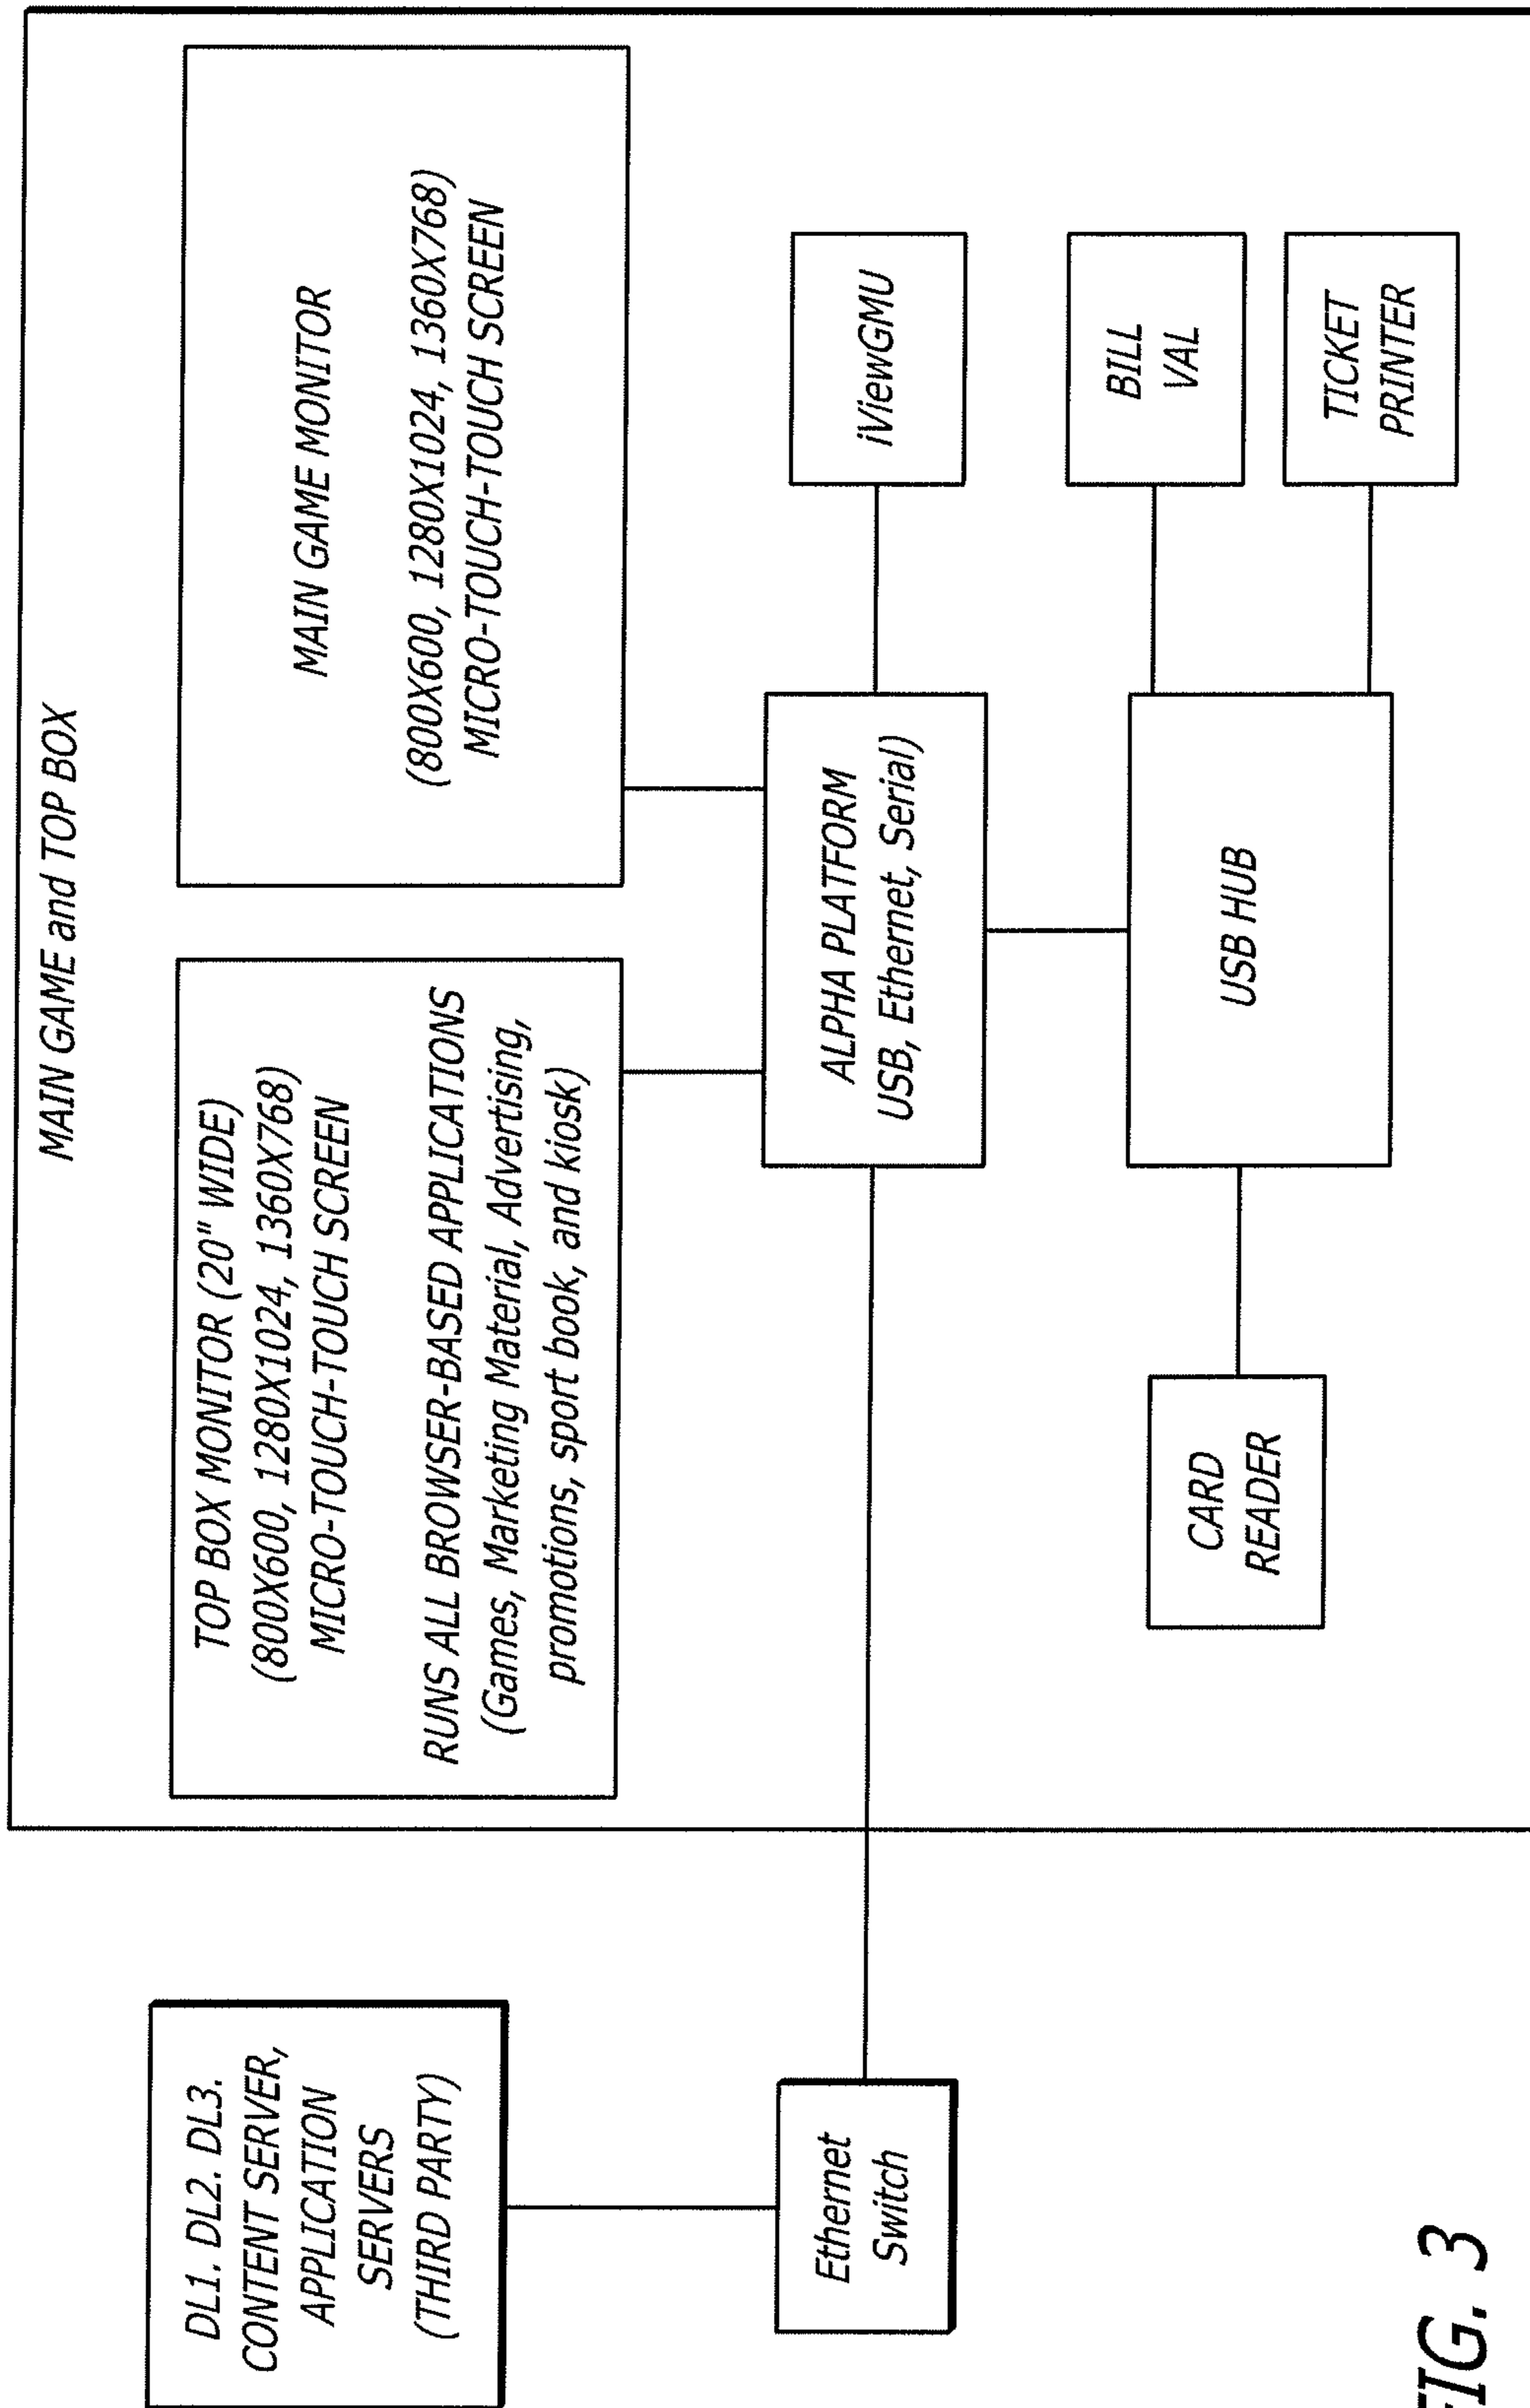 MAIN GAME and TOP BOX
DL1. DL2. DL3.
CONTENT SERVER,
APPLICATION
SERVERS
(THIRD PARTY)
TOP BOX MONITOR (20" WIDE)
(800X600, 1280X1024, 1360X768)
MICRO-TOUCH-TOUCH SCREEN
RUNS ALL BROWSER-BASED APPLICATIONS
(Games, Marketing Material, Advertising,
promotions, sport book, and kiosk)
MAIN GAME MONITOR
(800X600, 1280X1024, 1360X768)
MICRO-TOUCH-TOUCH SCREEN
Ethernet
Switch
ALPHA PLATFORM
USB, Ethernet, Serial)
iViewGMU
CARD
READER
USB HUB
BILL
VAL
TICKET
PRINTER
FIG. 3